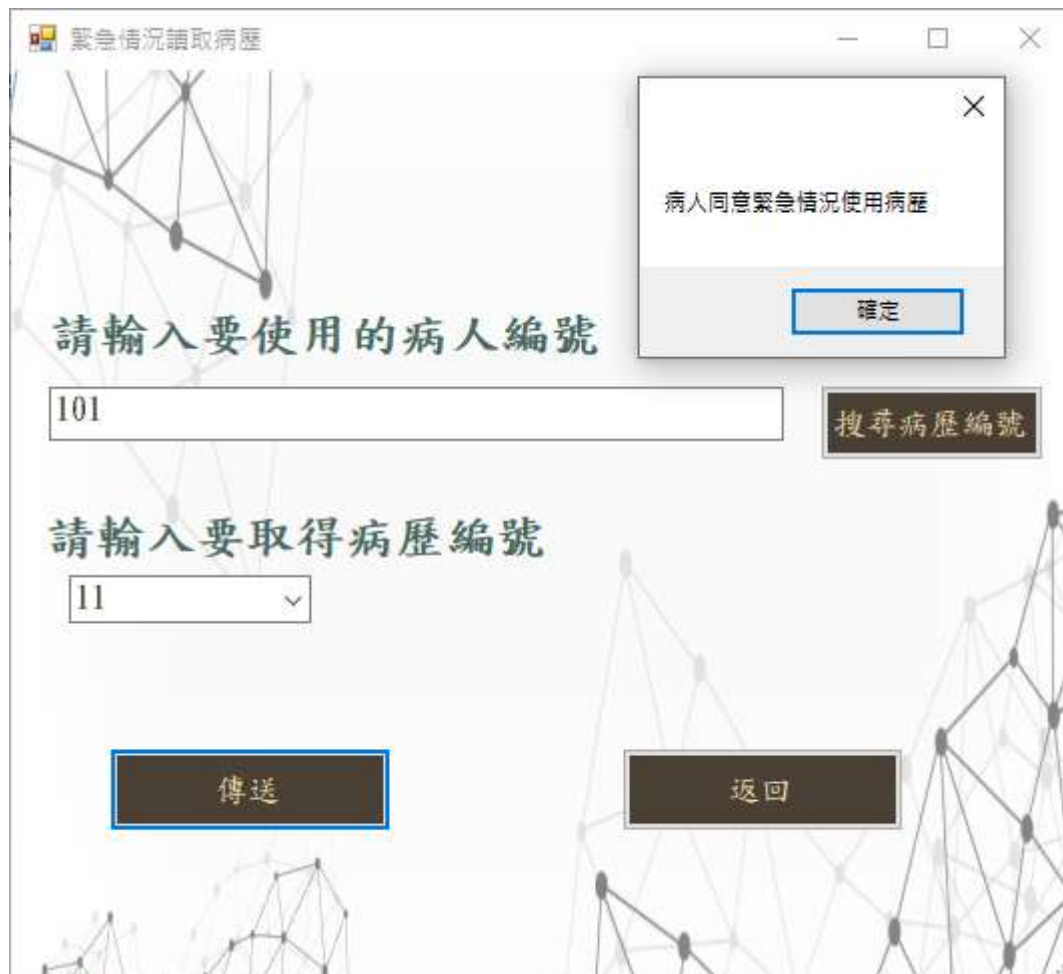 緊急情況讀取病歷
病人同意緊急情況使用病歷
確定
請輸入要使用的病人編號
101
搜尋病歷編號
請輸入要取得病歷編號
11
傳送
返回